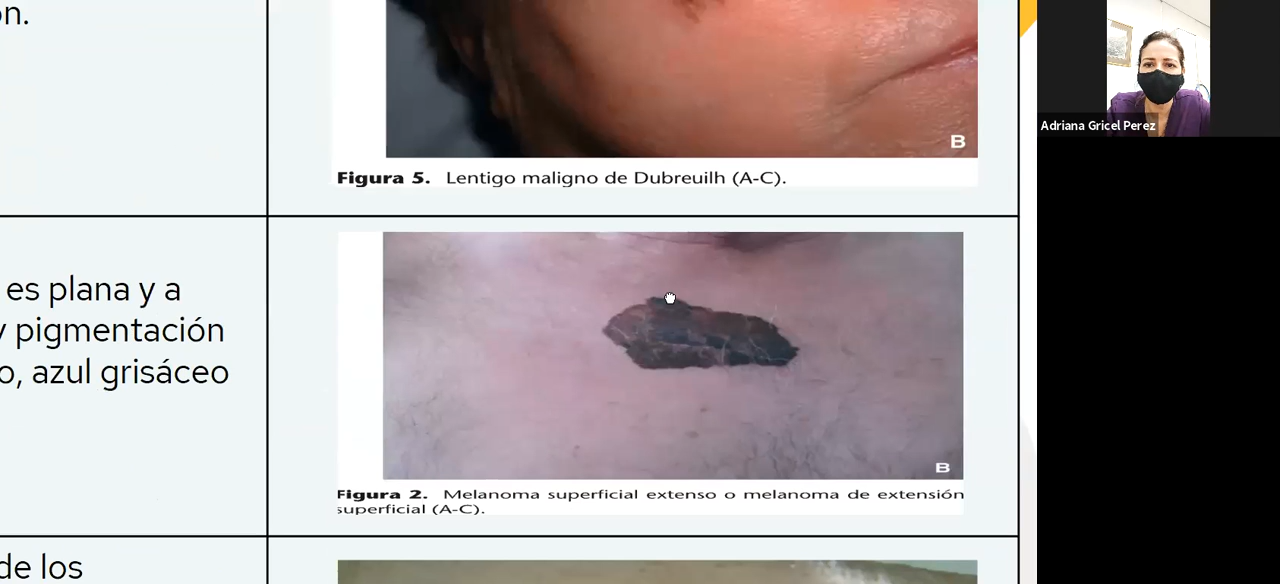 ón.
B
Figura 5. Lentigo maligno de Dubreuilh (A-C).
es plana y a
y pigmentación
o, azul grisáceo
B
Figura 2. Melanoma superficial extenso o melanoma de extensión
superficial (A-C).
de los
Adriana Gricel Perez